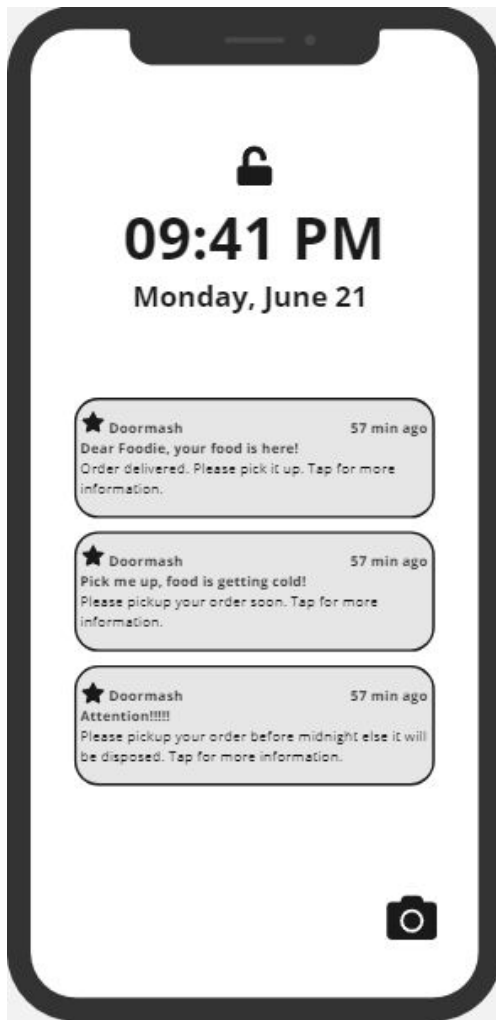 09:41 PM
Monday, June 21
Doormash 57 min ago
Dear Foodie, your food is here!
Order delivered. Please pick it up. Tap for more
information.
Doormash 57 min ago
Pick me up, food is getting cold!
Please pickup your order soon. Tap for more
information.
Doormash 57 min ago
Attention!!!!!
Please pickup your order before midnight else it will
be disposed. Tap for more information.